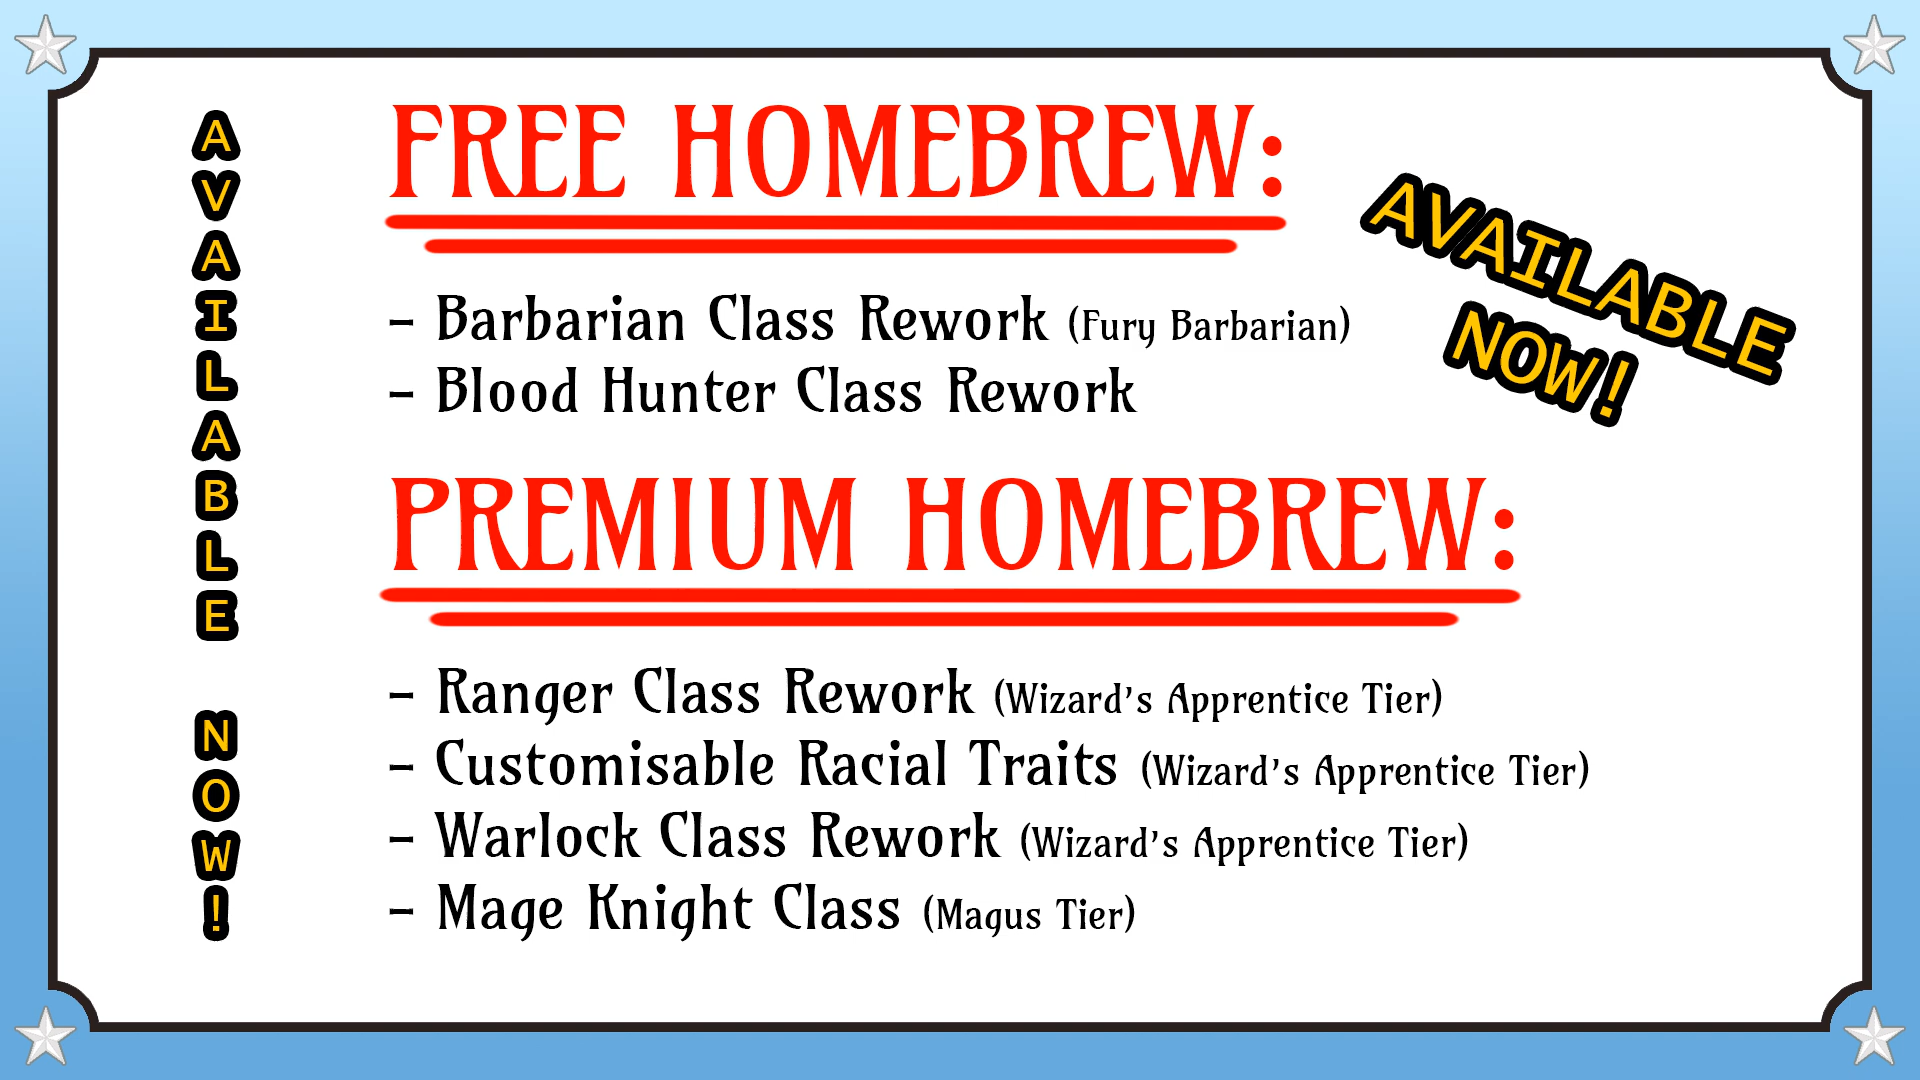 AVAILABLE NOW!
FREE HOMEBREW:
- Barbarian Class Rework (Fury Barbarian)
- Blood Hunter Class Rework
AVAILABLE
NOW!
PREMIUM HOMEBREW:
- Ranger Class Rework (Wizard's Apprentice Tier)
- Customisable Racial Traits (Wizard's Apprentice Tier)
- Warlock Class Rework (Wizard's Apprentice Tier)
- Mage Knight Class (Magus Tier)